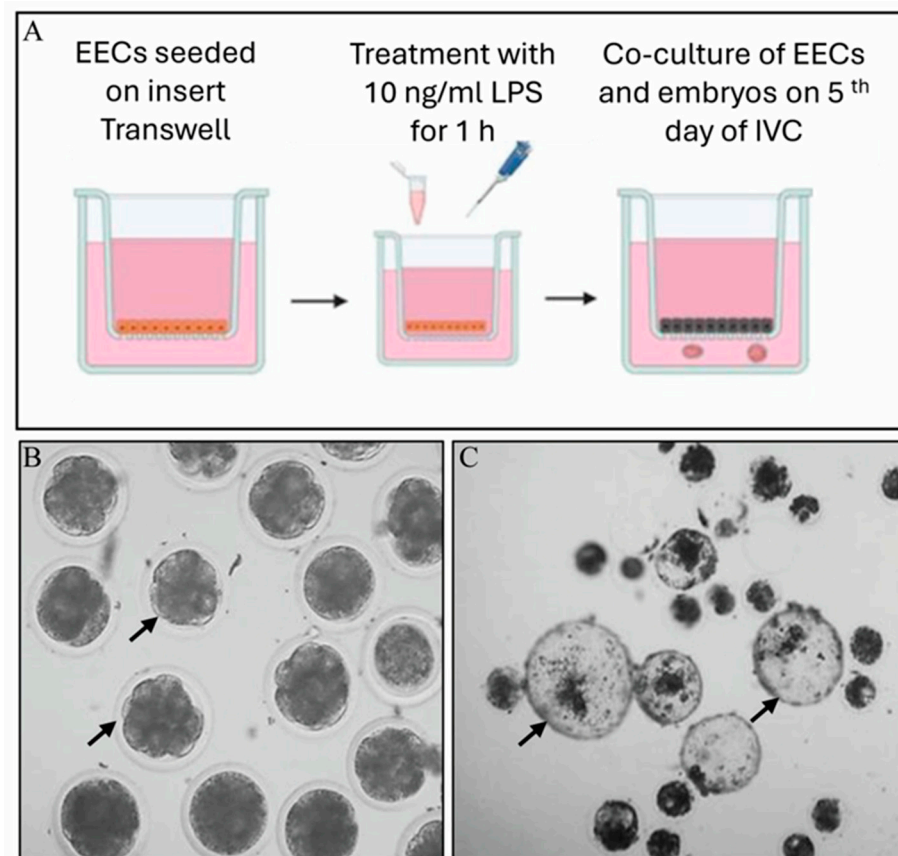 A
EECs seeded
on insert
Transwell
Treatment with
10 ng/ml LPS
for 1 h
Co-culture of EECs
and embryos on 5 th
day of IVC
B
C